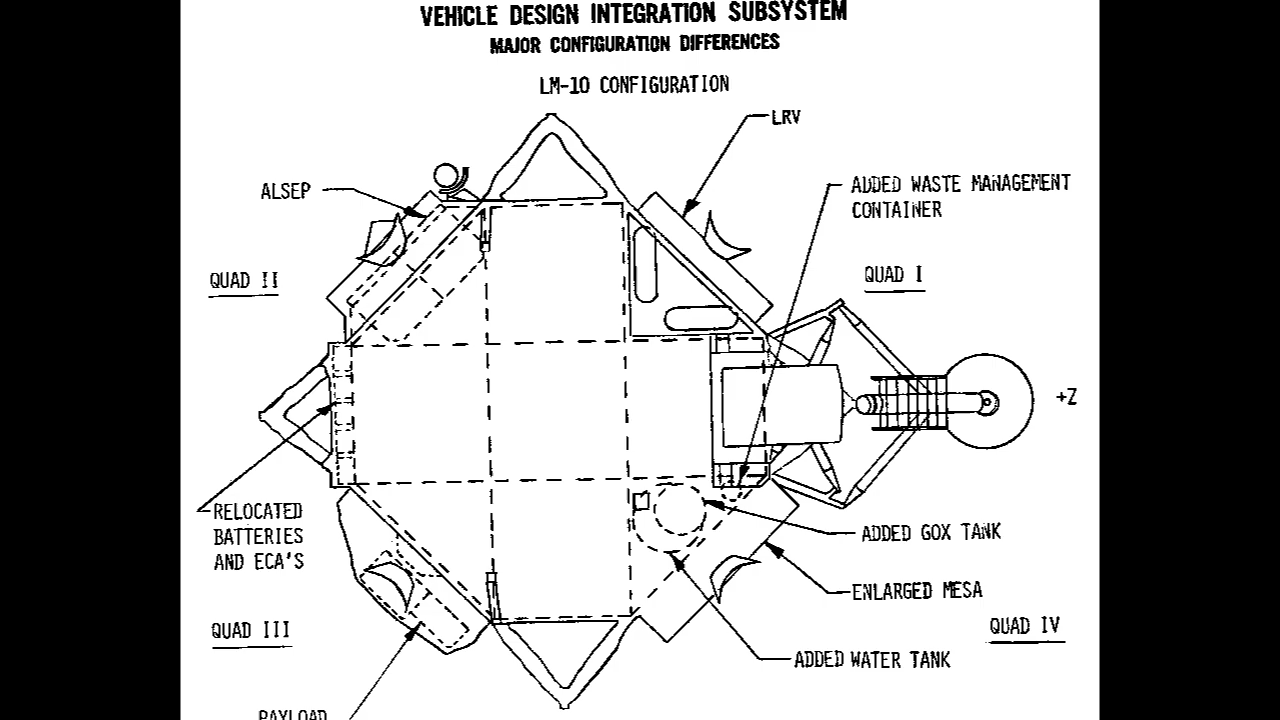 VEHICLE DESIGN INTEGRATION SUBSYSTEM
MAJOR CONFIGURATION DIFFERENCES
LM-10 CONFIGURATION
LRV
ALSEP
ADDED WASTE MANAGEMENT
CONTAINER
QUAD II
QUAD I
+Z
RELOCATED
BATTERIES
AND ECA'S
ADDED GOX TANK
ENLARGED MESA
QUAD III
QUAD IV
ADDED WATER TANK
PAYLOAD